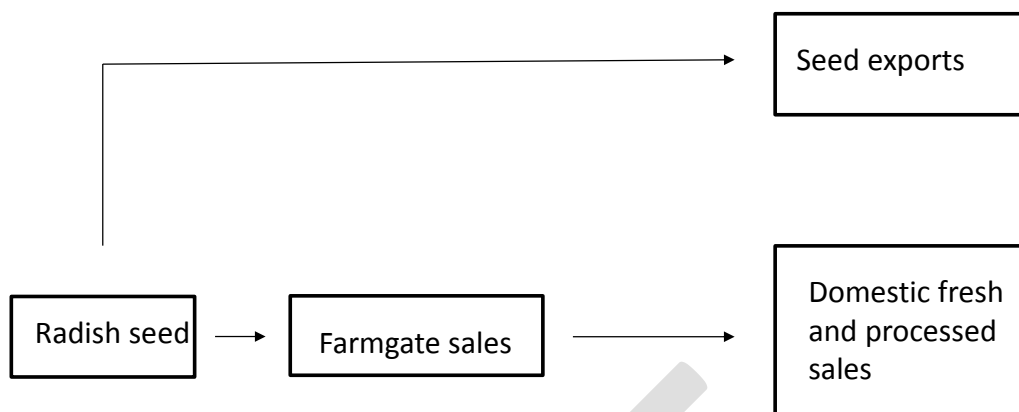 Seed exports
Radish seed
Farmgate sales
Domestic fresh
and processed
sales